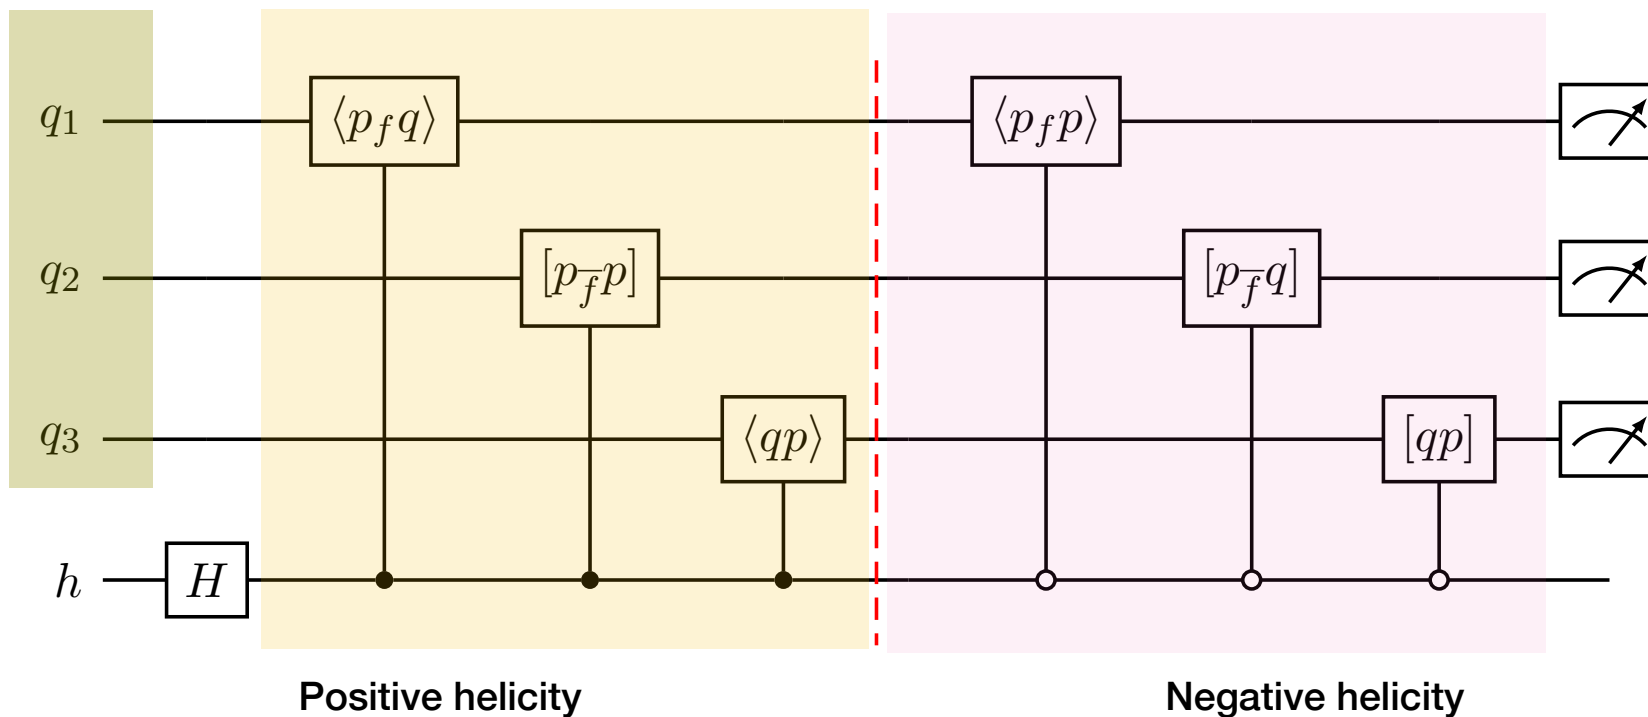 q₁ ⟨p_f q⟩ ⟨p_f p⟩
q₂ [p_f̅ p] [p_f̅ q]
q₃ ⟨qp⟩ [qp]
h H
Positive helicity Negative helicity